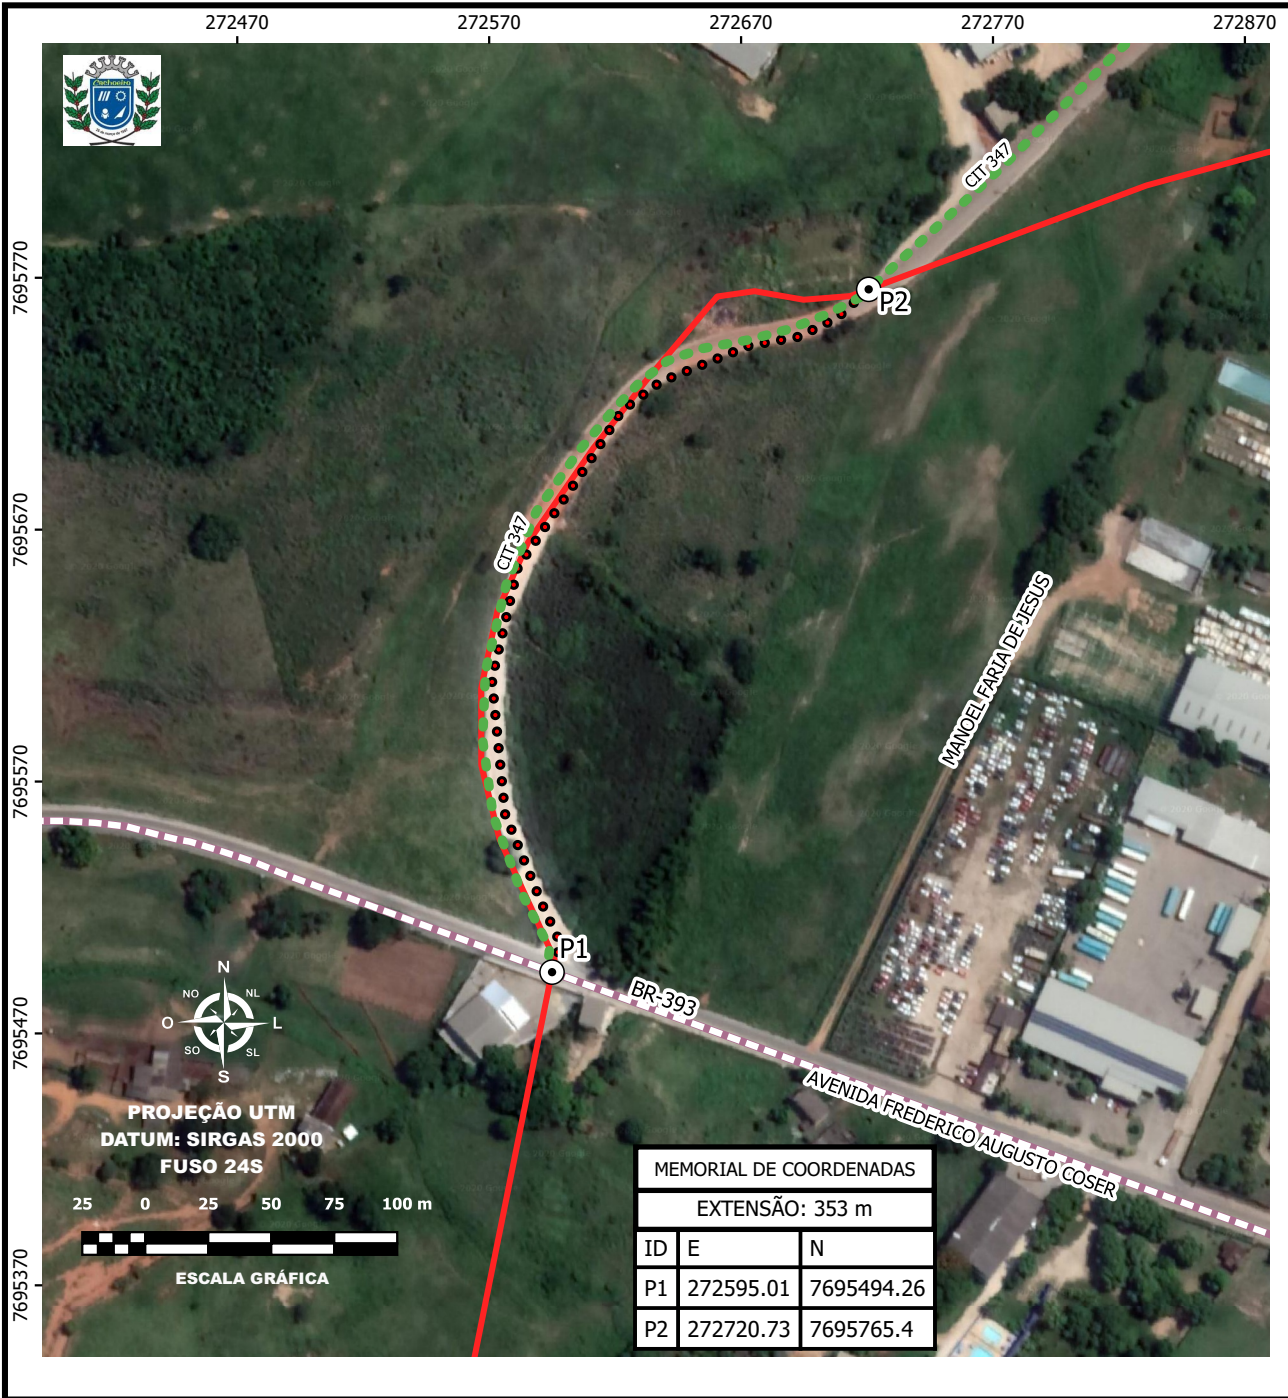 272470
272570
272670
272770
272870
7695770
7695670
7695570
7695470
7695370
Cachoeiro
CIT 347
P2
CIT 347
MANOEL FARIA DE JESUS
P1
BR-393
AVENIDA FREDERICO AUGUSTO COSER
N
NO
NL
O
L
SO
SL
S
PROJEÇÃO UTM
DATUM: SIRGAS 2000
FUSO 24S
25 0 25 50 75 100 m
ESCALA GRÁFICA
MEMORIAL DE COORDENADAS
EXTENSÃO: 353 m
ID E N
P1 272595.01 7695494.26
P2 272720.73 7695765.4